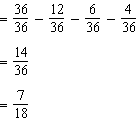 = 36/36 − 12/36 − 6/36 − 4/36
= 14/36
= 7/18